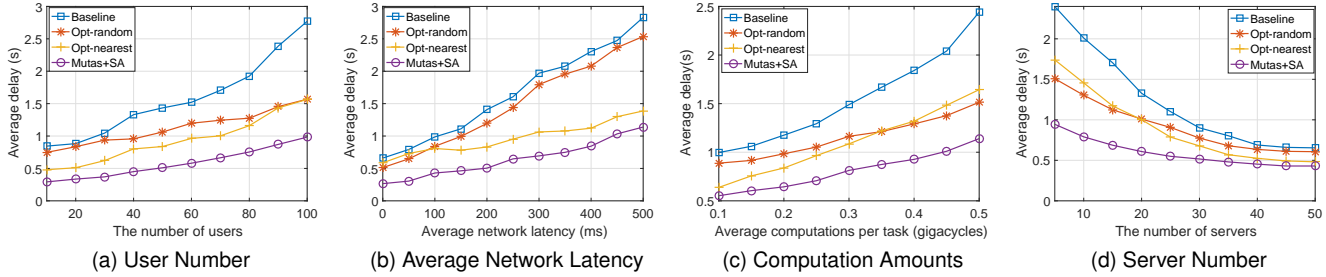 Average delay (s)
3
2.5
2
1.5
1
0.5
0
Baseline
Opt-random
Opt-nearest
Mutas+SA
20 40 60 80 100
The number of users
(a) User Number
Average delay (s)
3
2.5
2
1.5
1
0.5
0
Baseline
Opt-random
Opt-nearest
Mutas+SA
0 100 200 300 400 500
Average network latency (ms)
(b) Average Network Latency
Average delay(s)
2.5
2.0
1.5
1.0
0.5
Baseline
Opt-random
Opt-nearest
Mutas+SA
0.1 0.2 0.3 0.4 0.5
Average computations per task (gigacycles)
(c) Computation Amounts
Average delay(s)
2
1.5
1
0.5
0
Baseline
Opt-random
Opt-nearest
Mutas+SA
10 20 30 40 50
The number of servers
(d) Server Number